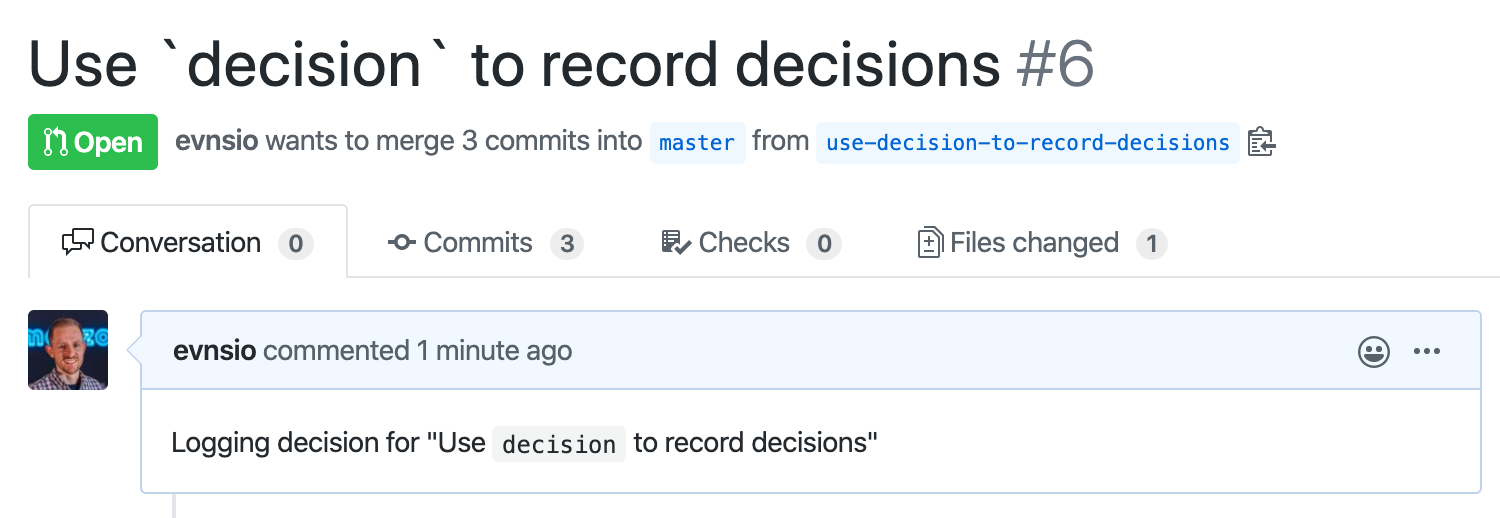 Use `decision` to record decisions #6
Open evnsio wants to merge 3 commits into master from use-decision-to-record-decisions
Conversation 0 Commits 3 Checks 0 Files changed 1
evnsio commented 1 minute ago
Logging decision for "Use decision to record decisions"